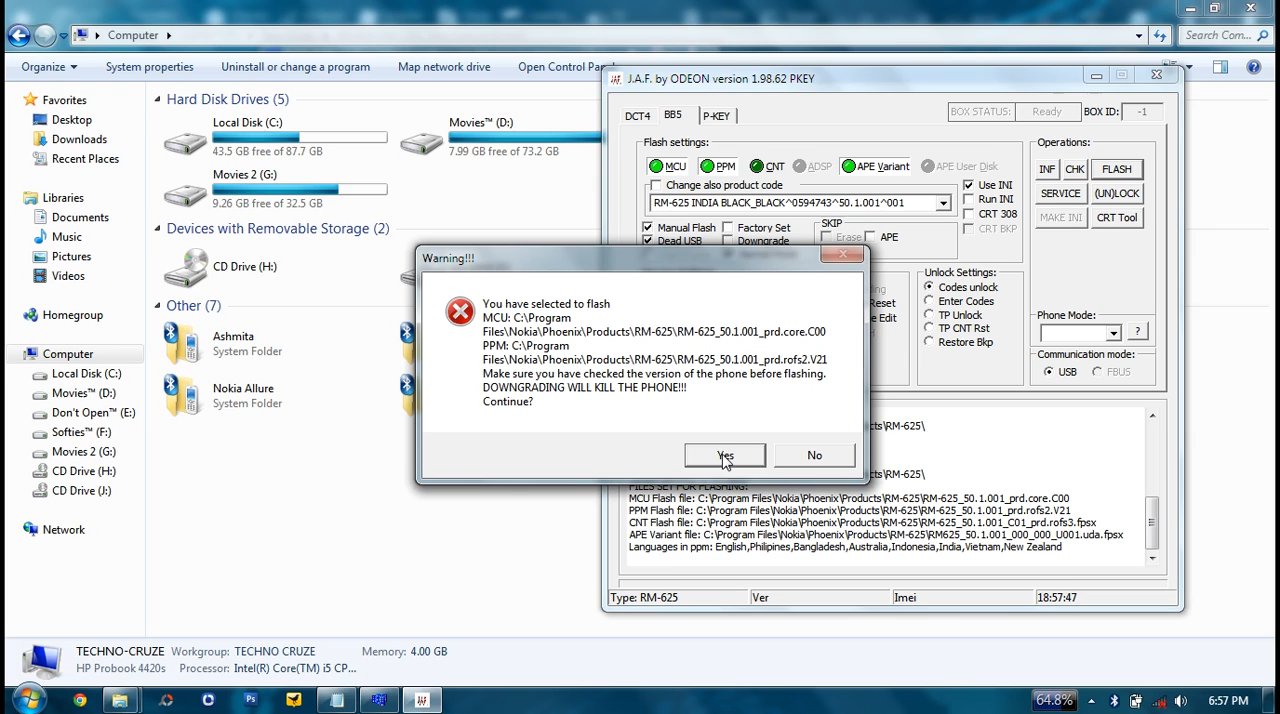 Computer
Search Com...
Organize
System properties
Uninstall or change a program
Map network drive
Open Control Pa
Favorites
Desktop
Downloads
Recent Places
Libraries
Documents
Music
Pictures
Videos
Homegroup
Computer
Local Disk (C:)
Movies™ (D:)
Don't Open™ (E:)
Softies™ (F:)
Movies 2 (G:)
CD Drive (H:)
CD Drive (J:)
Network
Hard Disk Drives (5)
Local Disk (C:)
43.5 GB free of 87.7 GB
Movies™ (D:)
7.99 GB free of 73.2 GB
Movies 2 (G:)
9.26 GB free of 32.5 GB
Devices with Removable Storage (2)
CD Drive (H:)
Other (7)
Ashmita
System Folder
Nokia Allure
System Folder
J.A.F. by ODEON version 1.98.62 PKEY
DCT4
BB5
P-KEY
BOX STATUS:
Ready
BOX ID:
-1
Flash settings:
MCU
PPM
CNT
ADSP
APE Variant
APE User Disk
Change also product code
RM-625 INDIA BLACK_BLACK^0594743^50.1.001^001
Use INI
Run INI
CRT 308
CRT BKP
Manual Flash
Factory Set
Dead USB
Downgrade
SKIP
Erase
APE
Operations:
INF
CHK
FLASH
SERVICE
(UN)LOCK
MAKE INI
CRT Tool
Reset
e Edit
Unlock Settings:
Codes unlock
Enter Codes
TP Unlock
TP CNT Rst
Restore Bkp
Phone Mode:
?
Communication mode:
USB
FBUS
Warning!!!
You have selected to flash
MCU: C:\Program
Files\Nokia\Phoenix\Products\RM-625\RM-625_50.1.001_prd.core.C00
PPM: C:\Program
Files\Nokia\Phoenix\Products\RM-625\RM-625_50.1.001_prd.rofs2.V21
Make sure you have checked the version of the phone before flashing.
DOWNGRADING WILL KILL THE PHONE!!!
Continue?
Yes
No
\RM-625\
\RM-625\
FILES SET FOR FLASHING:
MCU Flash file: C:\Program Files\Nokia\Phoenix\Products\RM-625\RM-625_50.1.001_prd.core.C00
PPM Flash file: C:\Program Files\Nokia\Phoenix\Products\RM-625\RM-625_50.1.001_prd.rofs2.V21
CNT Flash file: C:\Program Files\Nokia\Phoenix\Products\RM-625\RM-625_50.1.001_C01_prd.rofs3.fpsx
APE Variant file: C:\Program Files\Nokia\Phoenix\Products\RM-625\RM625_50.1.001_000_000_U001.uda.fpsx
Languages in ppm: English,Philipines,Bangladesh,Australia,Indonesia,India,Vietnam,New Zealand
Type: RM-625
Ver
Imei
18:57:47
TECHNO-CRUZE
Workgroup: TECHNO CRUZE
Memory: 4.00 GB
HP Probook 4420s
Processor: Intel(R) Core(TM) i5 CP...
Ps
64.8%
6:57 PM